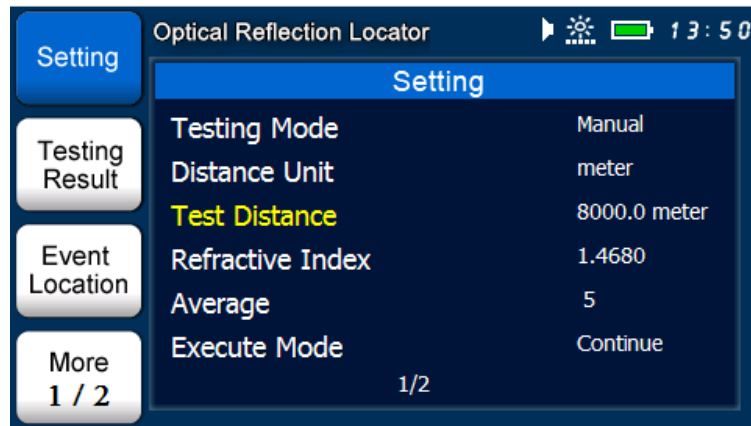 Setting
Testing
Result
Event
Location
More
1 / 2
Optical Reflection Locator 13:50
Setting
Testing Mode Manual
Distance Unit meter
Test Distance 8000.0 meter
Refractive Index 1.4680
Average 5
Execute Mode Continue
1/2